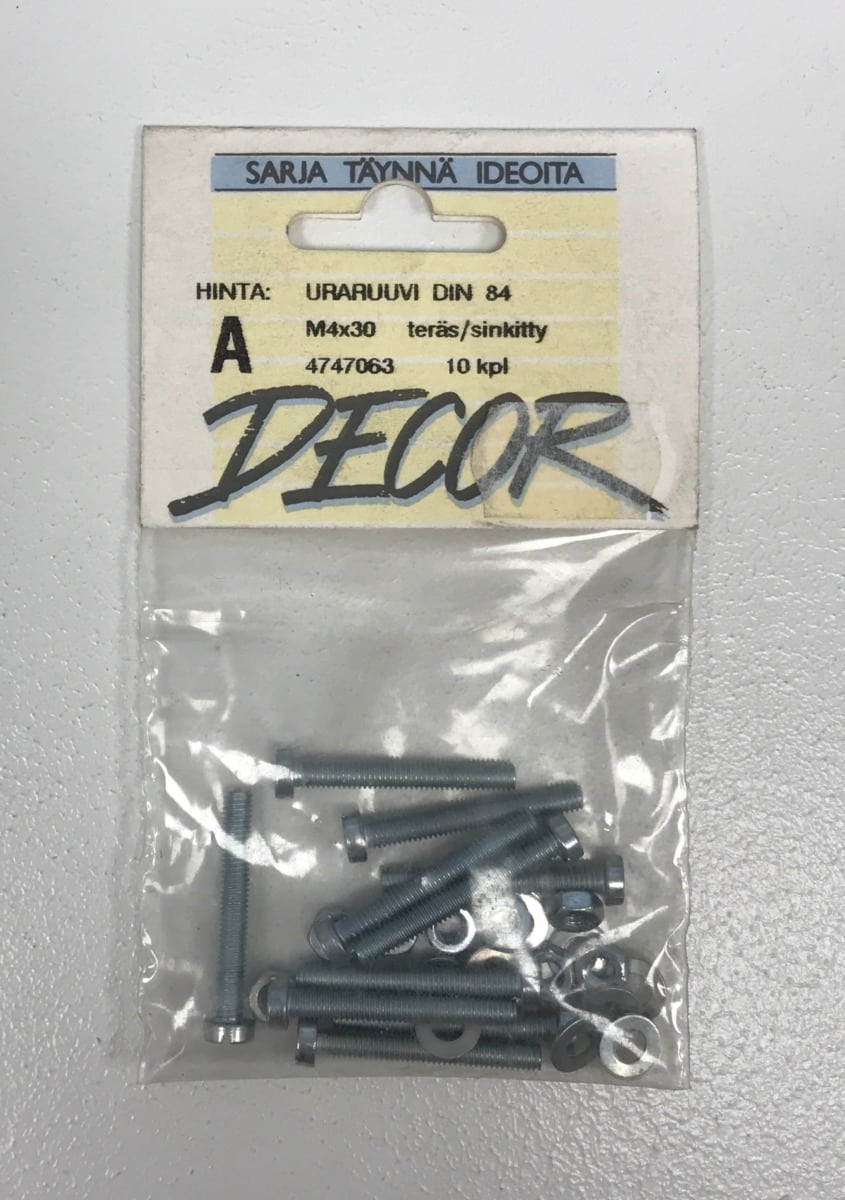 SARJA TÄYNNÄ IDEOITA
HINTA: URARUUVI DIN 84
A M4x30 teräs/sinkitty
4747063 10 kpl
DECOR